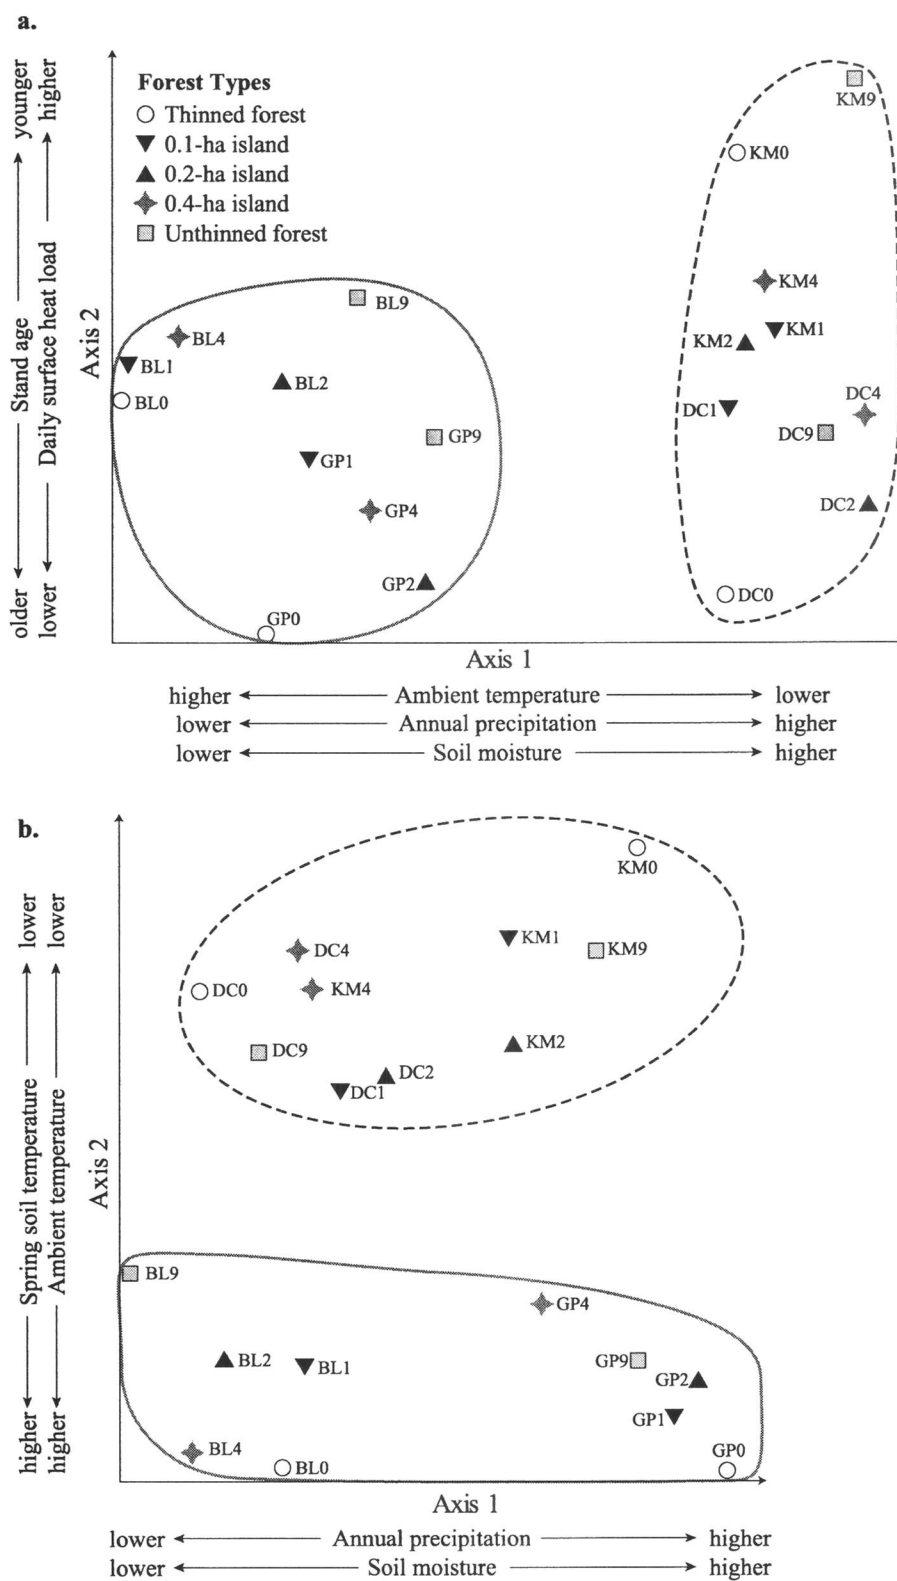 a.
younger
higher
Stand age
Daily surface heat load
older
lower
Axis 2
Forest Types
Thinned forest
0.1-ha island
0.2-ha island
0.4-ha island
Unthinned forest
KM9
KM0
KM4
KM1
KM2
DC4
DC1
DC9
DC2
DC0
BL9
BL4
BL1
BL2
BL0
GP9
GP1
GP4
GP2
GP0
Axis 1
higher Ambient temperature lower
lower Annual precipitation higher
lower Soil moisture higher
b.
lower
lower
Spring soil temperature
Ambient temperature
higher
higher
Axis 2
KM0
KM1
KM9
DC4
KM4
DC0
KM2
DC9
DC2
DC1
BL9
GP4
BL2
BL1
GP9
GP2
GP1
BL4
BL0
GP0
Axis 1
lower Annual precipitation higher
lower Soil moisture higher